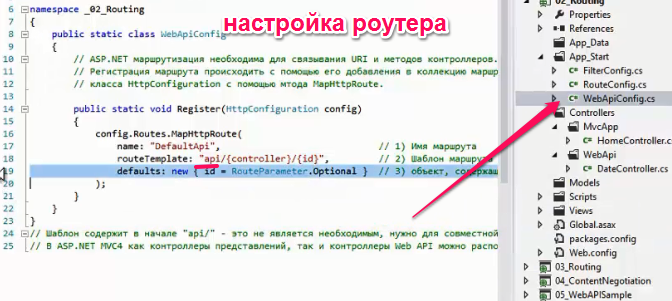 настройка роутера
6 namespace _02_Routing
7 {
8 public static class WebApiConfig
9 {
10 // ASP.NET маршрутизация необходима для связывания URI и методов контроллеров.
11 // Регистрация маршрута происходит с помощью его добавления в коллекцию маршр
12 // класса HttpConfiguration с помощью мтода MapHttpRoute.
13
14 public static void Register(HttpConfiguration config)
15 {
16 config.Routes.MapHttpRoute(
17 name: "DefaultApi", // 1) Имя маршрута
18 routeTemplate: "api/{controller}/{id}", // 2) Шаблон маршрута
19 defaults: new { id = RouteParameter.Optional } // 3) объект, содержащ
20 );
21 }
22 }
23 }
24 // Шаблон содержит в начале "api/" - это не является необходимым, нужно для совместной
25 // В ASP.NET MVC4 как контроллеры представлений, так и контроллеры Web API можно распо
02_Routing
Properties
References
App_Data
App_Start
C# FilterConfig.cs
C# RouteConfig.cs
C# WebApiConfig.cs
Controllers
MvcApp
C# HomeController.cs
WebApi
C# DateController.cs
Models
Scripts
Views
Global.asax
packages.config
Web.config
03_Routing
04_ContentNegotiation
05_WebAPISample